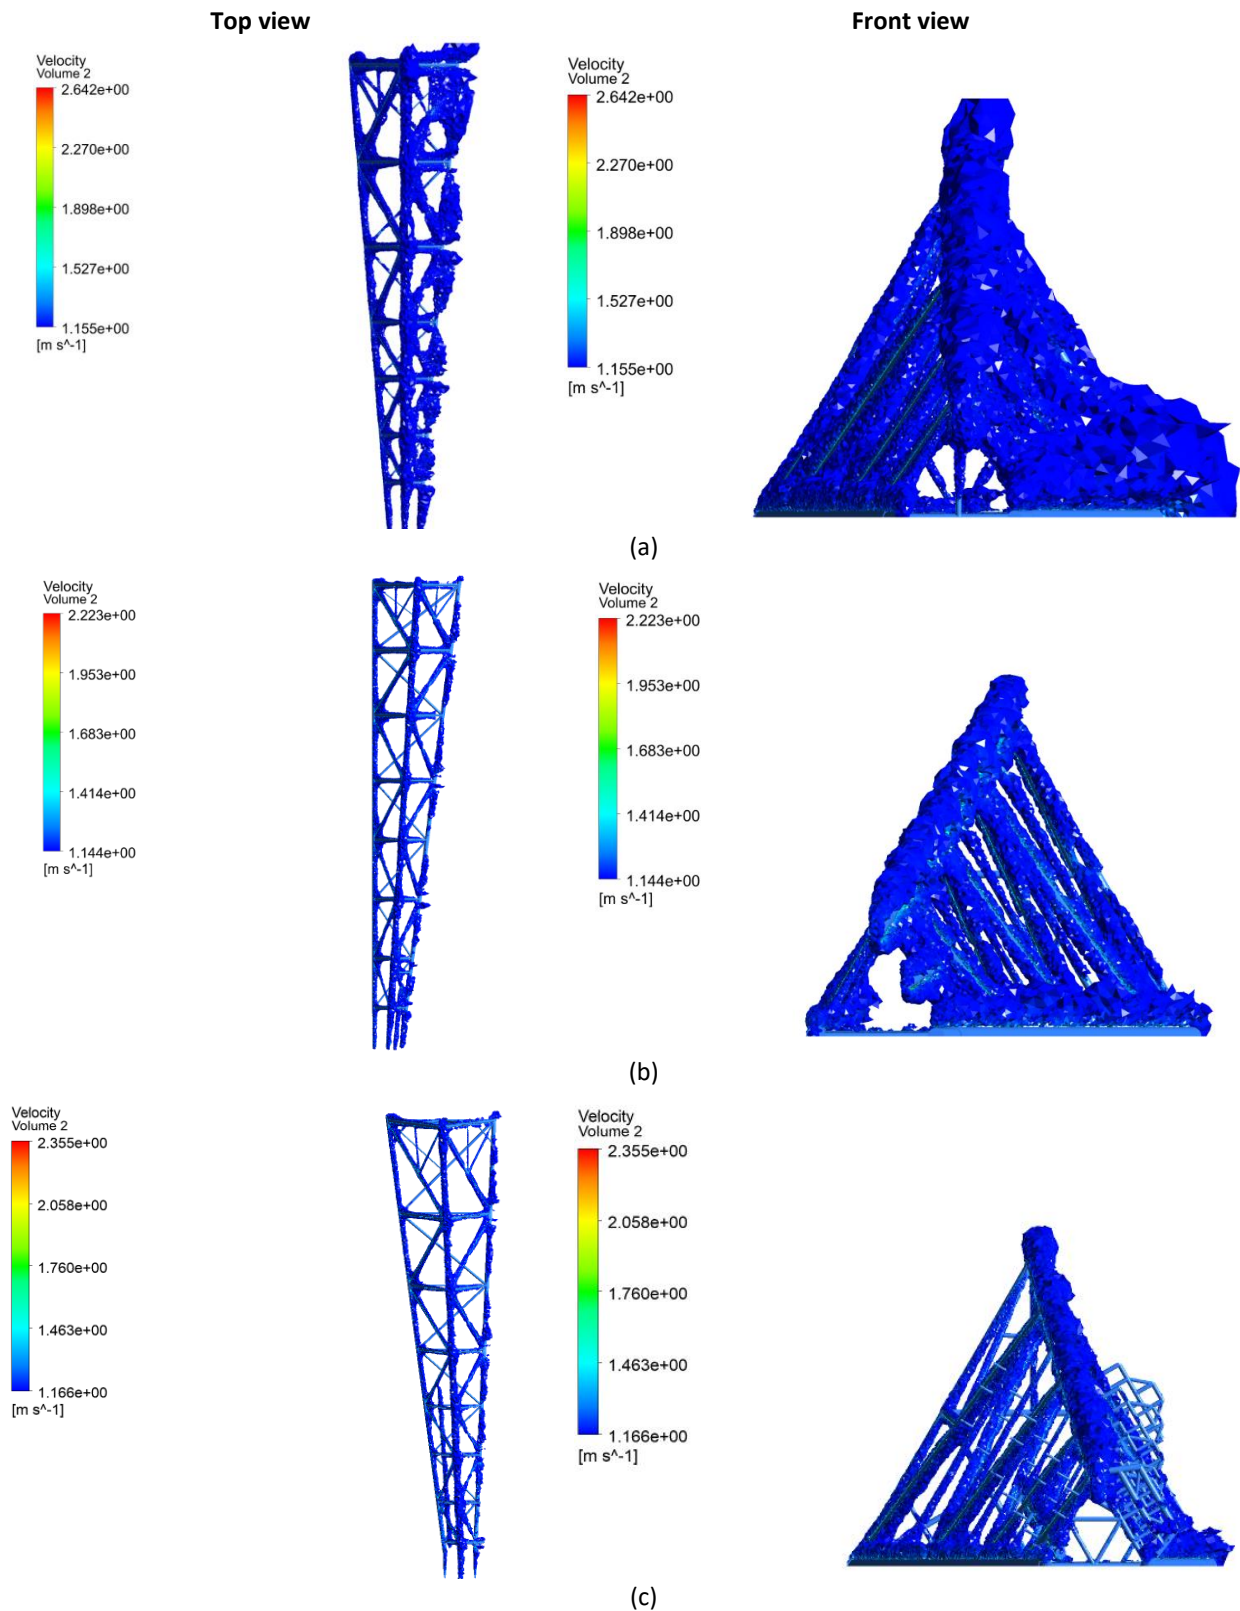 Top view
Front view
Velocity
Volume 2
2.642e+00
2.270e+00
1.898e+00
1.527e+00
1.155e+00
[m s^-1]
Velocity
Volume 2
2.642e+00
2.270e+00
1.898e+00
1.527e+00
1.155e+00
[m s^-1]
(a)
Velocity
Volume 2
2.223e+00
1.953e+00
1.683e+00
1.414e+00
1.144e+00
[m s^-1]
Velocity
Volume 2
2.223e+00
1.953e+00
1.683e+00
1.414e+00
1.144e+00
[m s^-1]
(b)
Velocity
Volume 2
2.355e+00
2.058e+00
1.760e+00
1.463e+00
1.166e+00
[m s^-1]
Velocity
Volume 2
2.355e+00
2.058e+00
1.760e+00
1.463e+00
1.166e+00
[m s^-1]
(c)